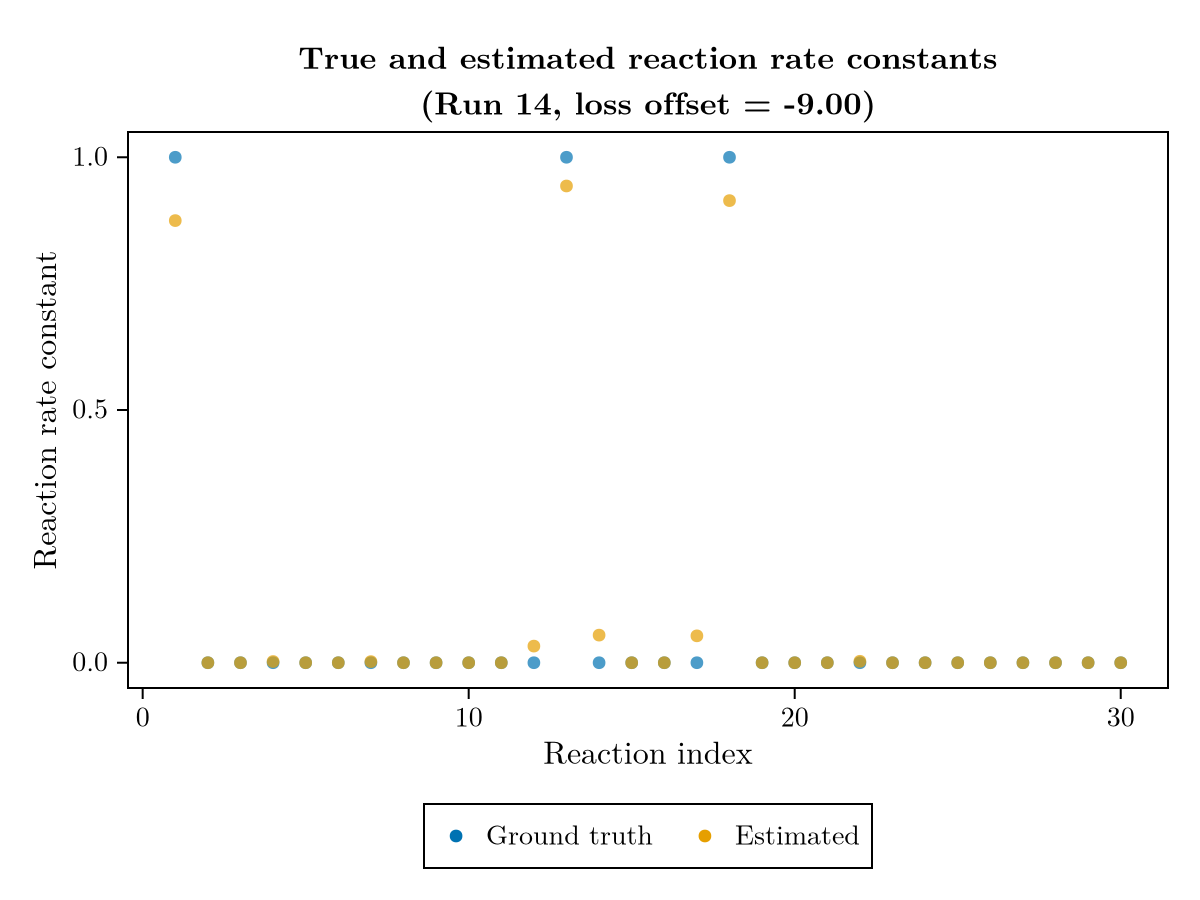 True and estimated reaction rate constants
(Run 14, loss offset = -9.00)
Reaction rate constant
1.0
0.5
0.0
0 10 20 30
Reaction index
Ground truth Estimated